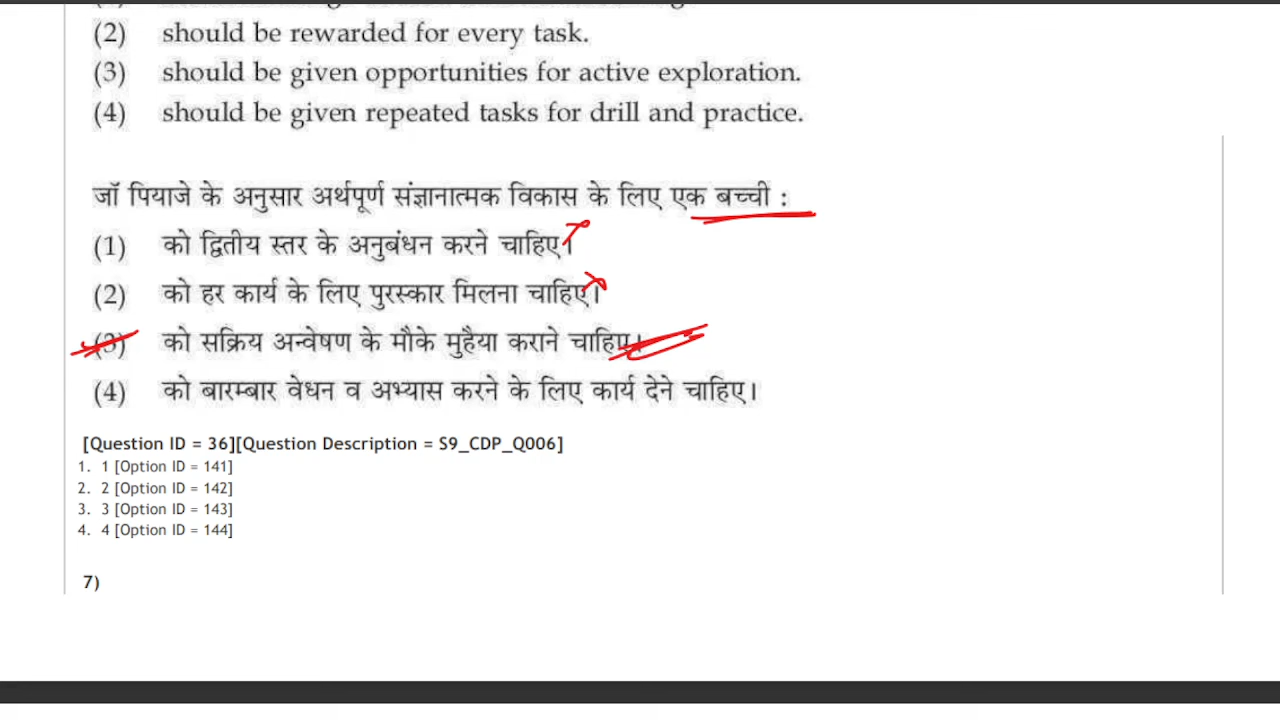 (2) should be rewarded for every task.
(3) should be given opportunities for active exploration.
(4) should be given repeated tasks for drill and practice.
जॉ पियाजे के अनुसार अर्थपूर्ण संज्ञानात्मक विकास के लिए एक बच्ची :
(1) को द्वितीय स्तर के अनुबंधन करने चाहिए।
(2) को हर कार्य के लिए पुरस्कार मिलना चाहिए।
(3) को सक्रिय अन्वेषण के मौके मुहैया कराने चाहिए।
(4) को बारम्बार वेधन व अभ्यास करने के लिए कार्य देने चाहिए।
[Question ID = 36][Question Description = S9_CDP_Q006]
1. 1 [Option ID = 141]
2. 2 [Option ID = 142]
3. 3 [Option ID = 143]
4. 4 [Option ID = 144]
7)